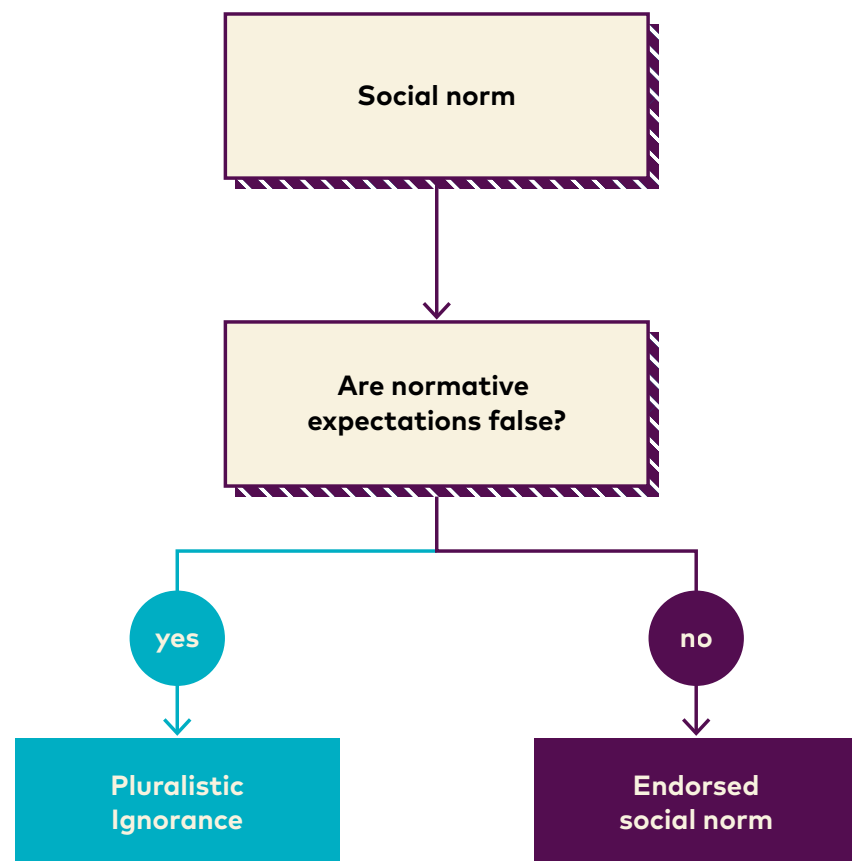 Social norm
Are normative
expectations false?
yes
no
Pluralistic
Ignorance
Endorsed
social norm